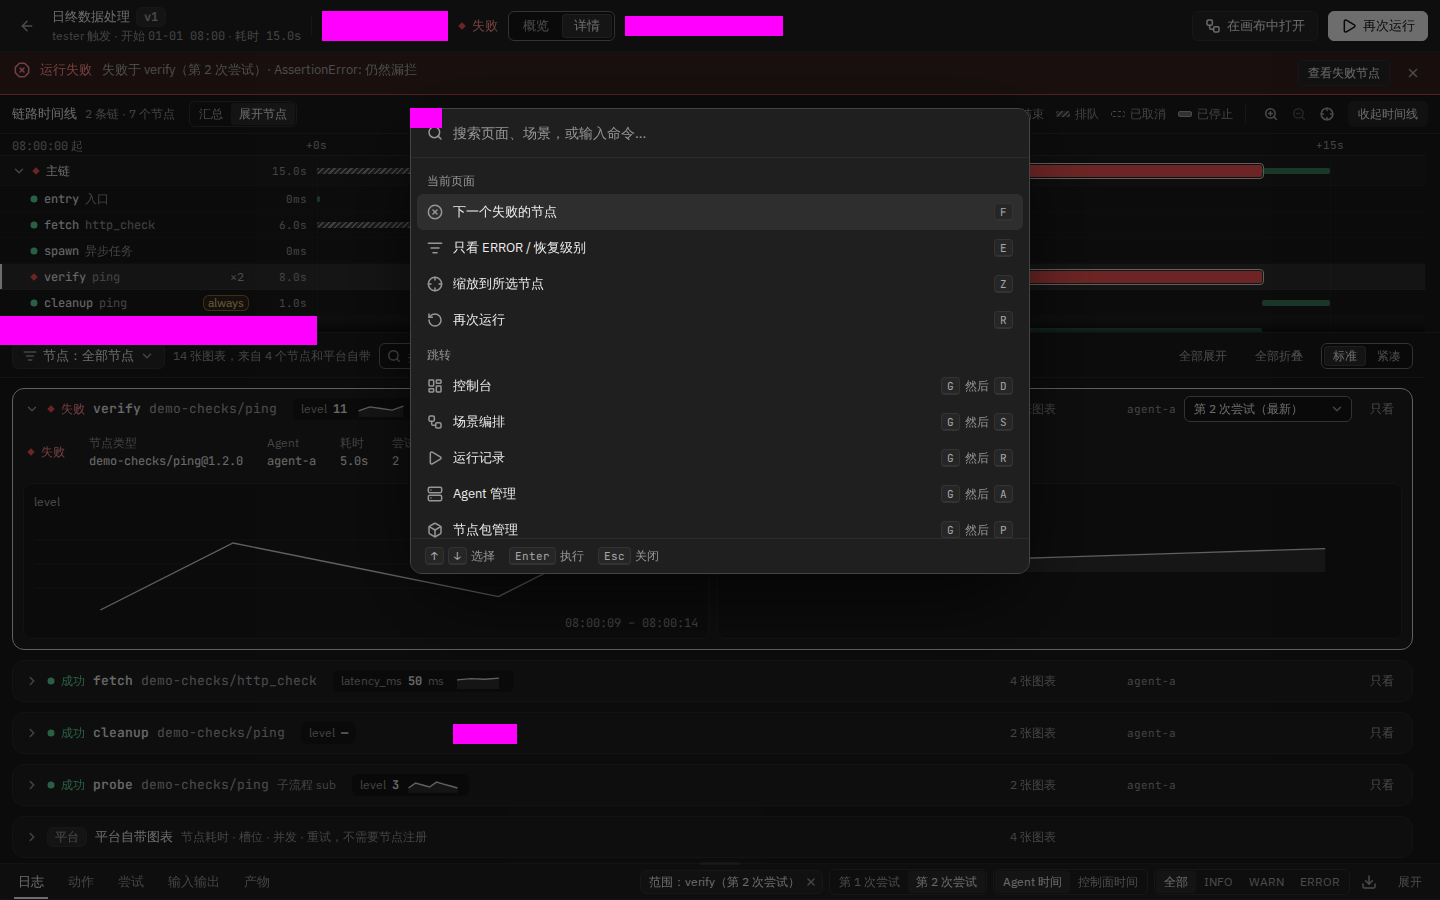 日终数据处理 v1
tester 触发 · 开始 01-01 08:00 · 耗时 15.0s
失败 概览 详情
在画布中打开 再次运行
运行失败 失败于 verify（第 2 次尝试）· AssertionError: 仍然漏拦
查看失败节点
链路时间线 2 条链 · 7 个节点 汇总 展开节点
排队 已取消 已停止 收起时间线
08:00:00 起 +0s +15s
主链 15.0s
entry 入口 0ms
fetch http_check 6.0s
spawn 异步任务 0ms
verify ping ×2 8.0s
cleanup ping always 1.0s
节点：全部节点 14 张图表，来自 4 个节点和平台自带
全部展开 全部折叠 标准 紧凑
失败 verify demo-checks/ping level 11
agent-a 第 2 次尝试（最新） 只看
失败
节点类型 Agent 耗时
demo-checks/ping@1.2.0 agent-a 5.0s 2
level
08:00:09 – 08:00:14
搜索页面、场景，或输入命令...
当前页面
下一个失败的节点 F
只看 ERROR / 恢复级别 E
缩放到所选节点 Z
再次运行 R
跳转
控制台 G 然后 D
场景编排 G 然后 S
运行记录 G 然后 R
Agent 管理 G 然后 A
节点包管理 G 然后 P
↑ ↓ 选择 Enter 执行 Esc 关闭
成功 fetch demo-checks/http_check latency_ms 50 ms 4 张图表 agent-a 只看
成功 cleanup demo-checks/ping level – 2 张图表 agent-a 只看
成功 probe demo-checks/ping 子流程 sub level 3 2 张图表 agent-a 只看
平台 平台自带图表 节点耗时 · 槽位 · 并发 · 重试，不需要节点注册 4 张图表
日志 动作 尝试 输入输出 产物
范围：verify（第 2 次尝试） 第 1 次尝试 第 2 次尝试 Agent 时间 控制面时间 全部 INFO WARN ERROR 展开